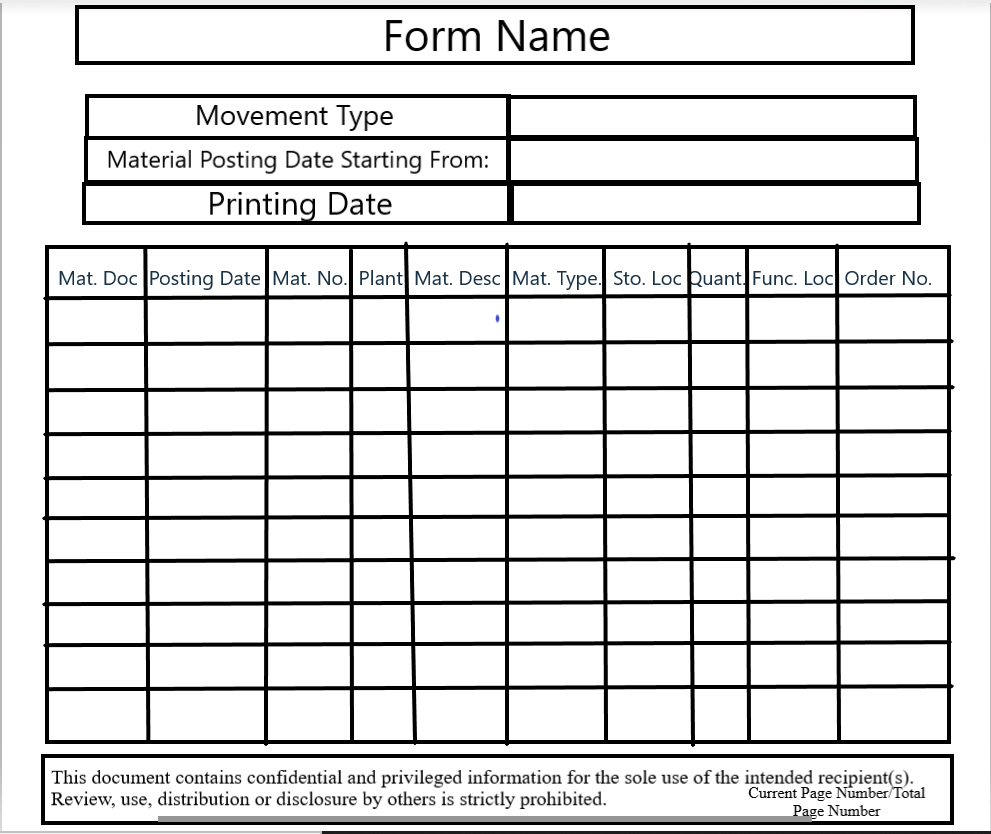 Form Name
Movement Type
Material Posting Date Starting From:
Printing Date
Mat. Doc Posting Date Mat. No. Plant Mat. Desc Mat. Type. Sto. Loc Quant. Func. Loc Order No.
This document contains confidential and privileged information for the sole use of the intended recipient(s).
Review, use, distribution or disclosure by others is strictly prohibited.
Current Page Number/Total
Page Number